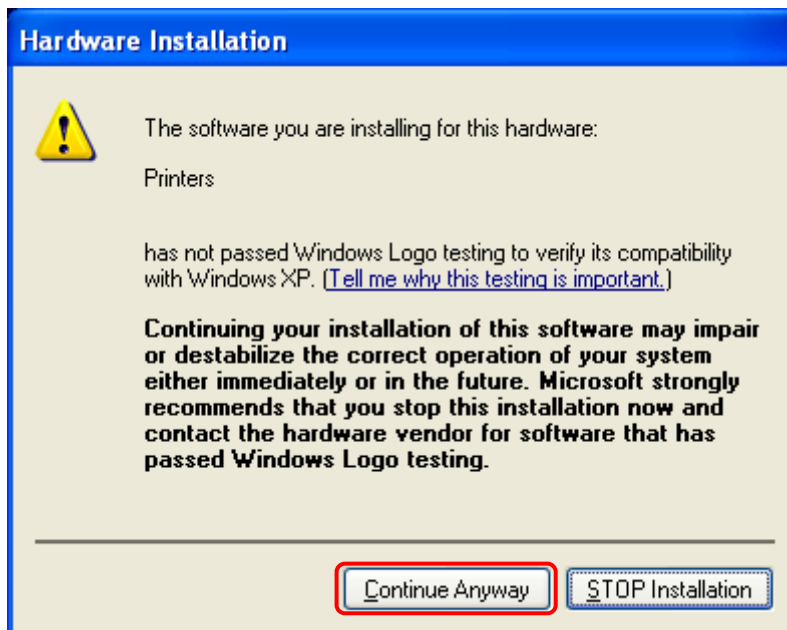 Hardware Installation
The software you are installing for this hardware:
Printers
has not passed Windows Logo testing to verify its compatibility
with Windows XP. (Tell me why this testing is important.)
Continuing your installation of this software may impair
or destabilize the correct operation of your system
either immediately or in the future. Microsoft strongly
recommends that you stop this installation now and
contact the hardware vendor for software that has
passed Windows Logo testing.
Continue Anyway
STOP Installation